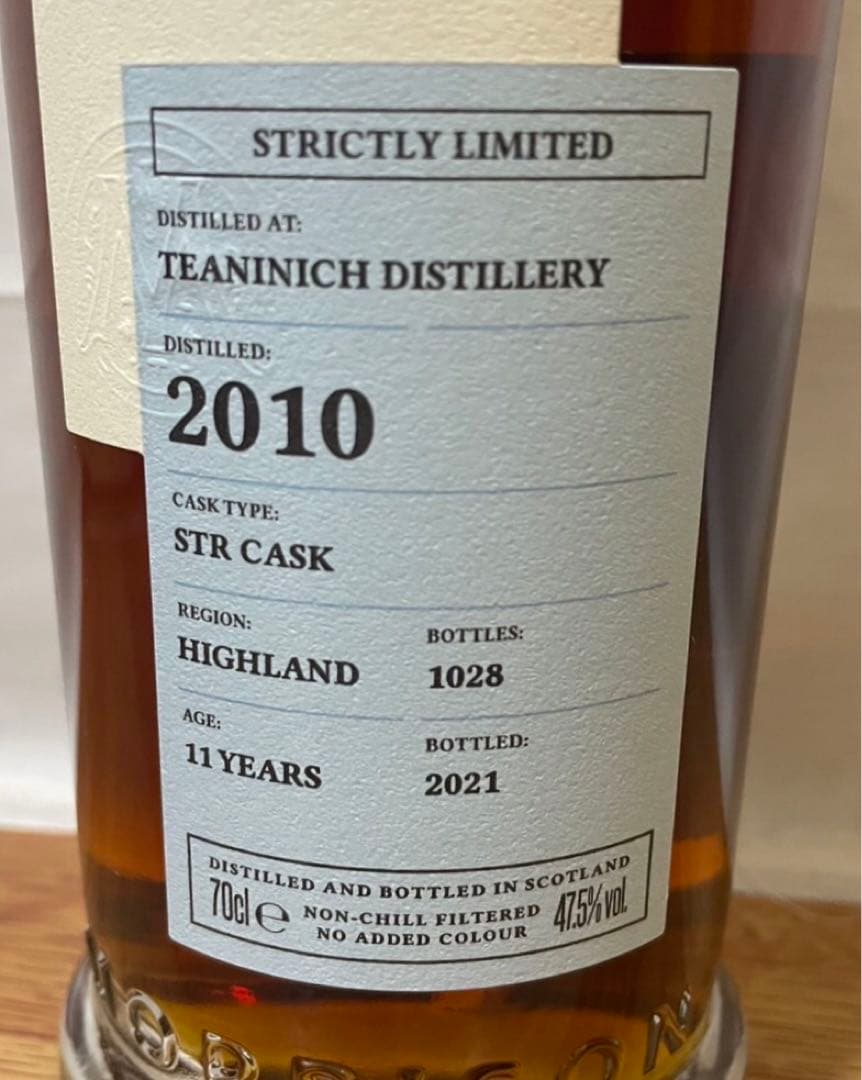 STRICTLY LIMITED
DISTILLED AT:
TEANINICH DISTILLERY
DISTILLED:
2010
CASK TYPE:
STR CASK
REGION:
HIGHLAND
BOTTLES:
1028
AGE:
11 YEARS
BOTTLED:
2021
DISTILLED AND BOTTLED IN SCOTLAND
70cl ℮ NON-CHILL FILTERED 47.5% vol.
NO ADDED COLOUR
MORRISON